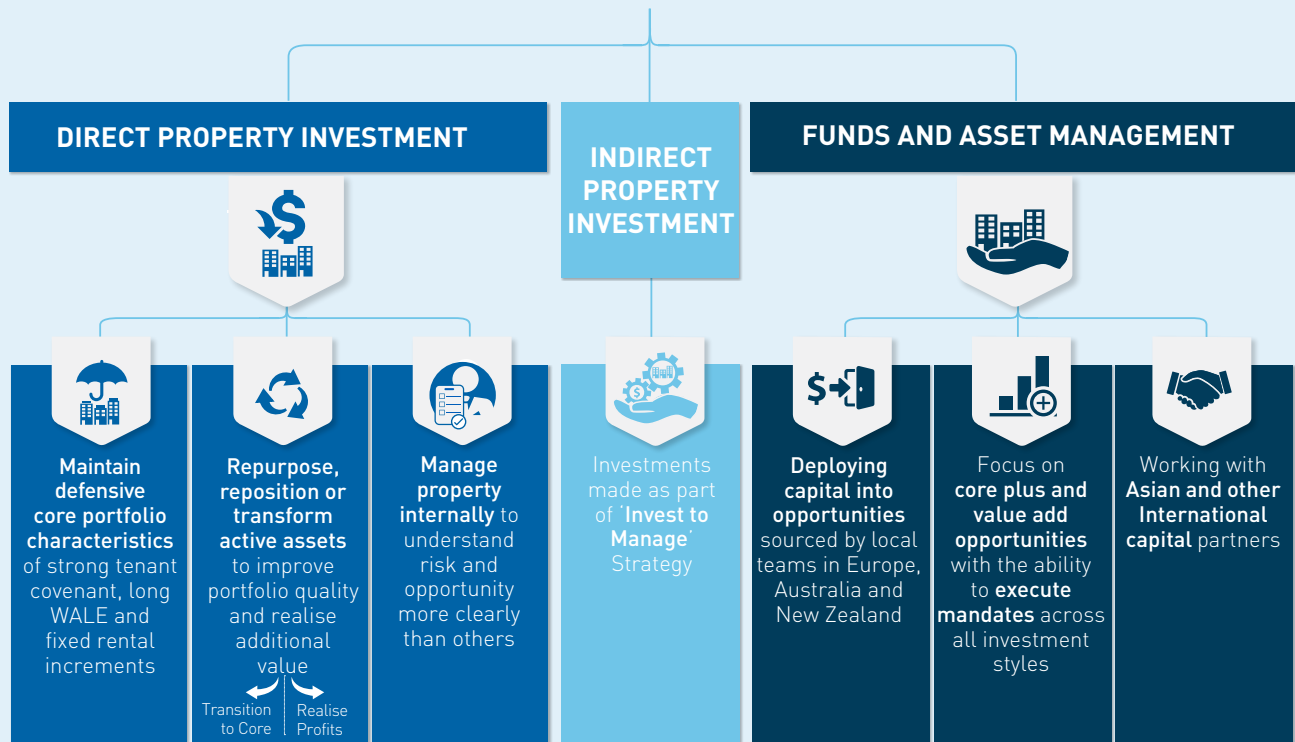 DIRECT PROPERTY INVESTMENT
INDIRECT
PROPERTY
INVESTMENT
FUNDS AND ASSET MANAGEMENT
Maintain
defensive
core portfolio
characteristics
of strong tenant
covenant, long
WALE and
fixed rental
increments
Repurpose,
reposition or
transform
active assets
to improve
portfolio quality
and realise
additional
value
Transition
to Core
Realise
Profits
Manage
property
internally to
understand
risk and
opportunity
more clearly
than others
Investments
made as part
of ‘Invest to
Manage’
Strategy
Deploying
capital into
opportunities
sourced by local
teams in Europe,
Australia and
New Zealand
Focus on
core plus and
value add
opportunities
with the ability
to execute
mandates across
all investment
styles
Working with
Asian and other
International
capital partners